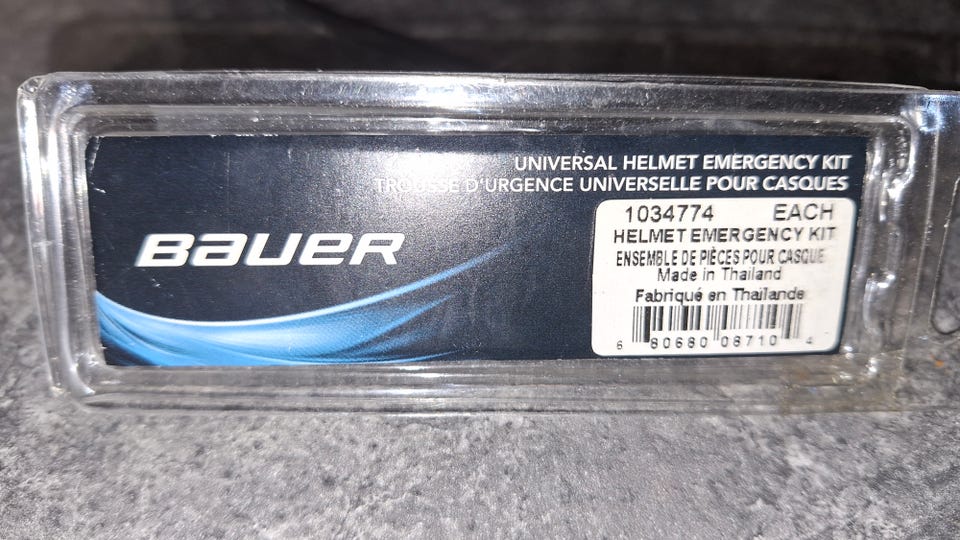 UNIVERSAL HELMET EMERGENCY KIT
TROUSSE D'URGENCE UNIVERSELLE POUR CASQUES
BAUER
1034774 EACH
HELMET EMERGENCY KIT
ENSEMBLE DE PIÈCES POUR CASQUE
Made in Thailand
Fabriqué en Thaïlande
6 80680 08710 4